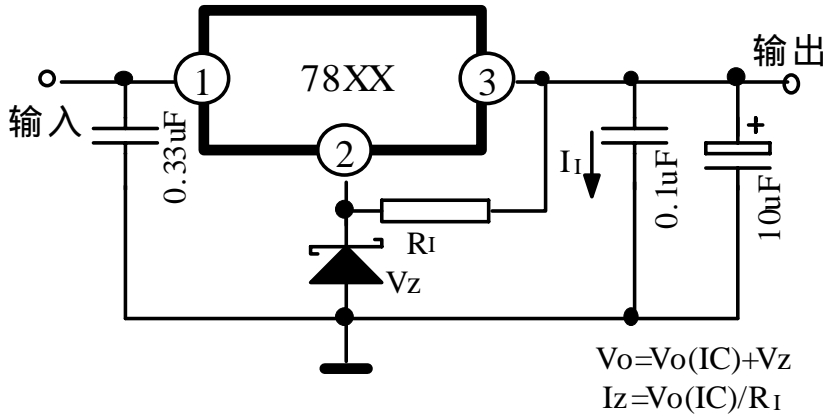 输入
1
78XX
3
输出
2
0.33uF
RI
Vz
II
0.1uF
+
10uF
Vo=Vo(IC)+Vz
Iz=Vo(IC)/RI